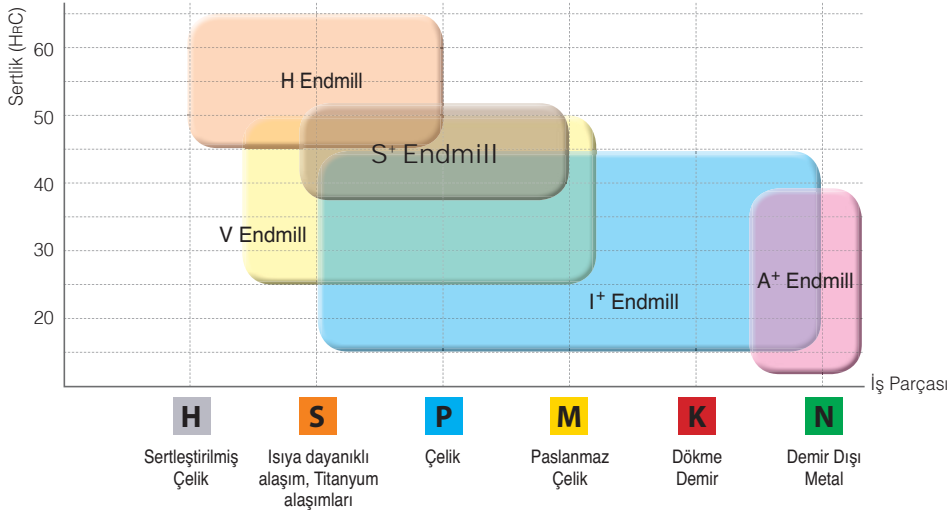 Sertlik (HRC)
60
50
40
30
20
H Endmill
S+ Endmill
V Endmill
I+ Endmill
A+ Endmill
İş Parçası
H
S
P
M
K
N
Sertleştirilmiş
Çelik
Isıya dayanıklı
alaşım, Titanyum
alaşımları
Çelik
Paslanmaz
Çelik
Dökme
Demir
Demir Dışı
Metal